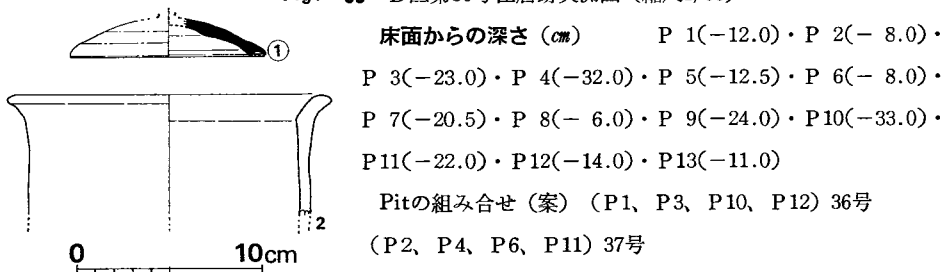 床面からの深さ（cm）　P 1(−12.0)・P 2(− 8.0)・
P 3(−23.0)・P 4(−32.0)・P 5(−12.5)・P 6(− 8.0)・
P 7(−20.5)・P 8(− 6.0)・P 9(−24.0)・P10(−33.0)・
P11(−22.0)・P12(−14.0)・P13(−11.0)
Pitの組み合せ（案）（P1、P3、P10、P12）36号
（P2、P4、P6、P11）37号
①
2
0 10cm